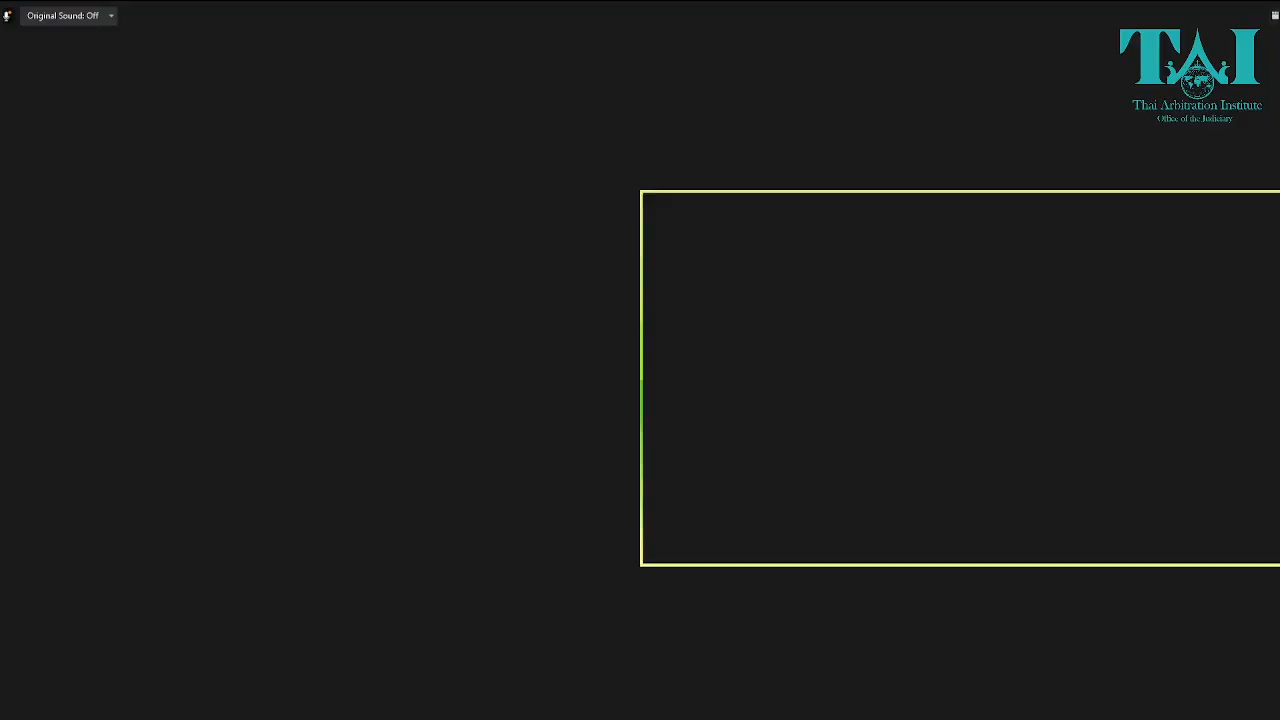 Original Sound: Off
TAI
Thai Arbitration Institute
Office of the Judiciary